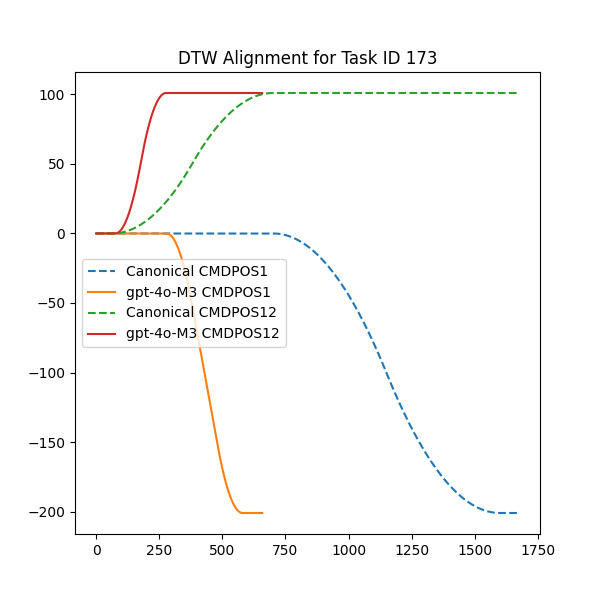 DTW Alignment for Task ID 173
100
50
0
−50
−100
−150
−200
Canonical CMDPOS1
gpt-4o-M3 CMDPOS1
Canonical CMDPOS12
gpt-4o-M3 CMDPOS12
0 250 500 750 1000 1250 1500 1750